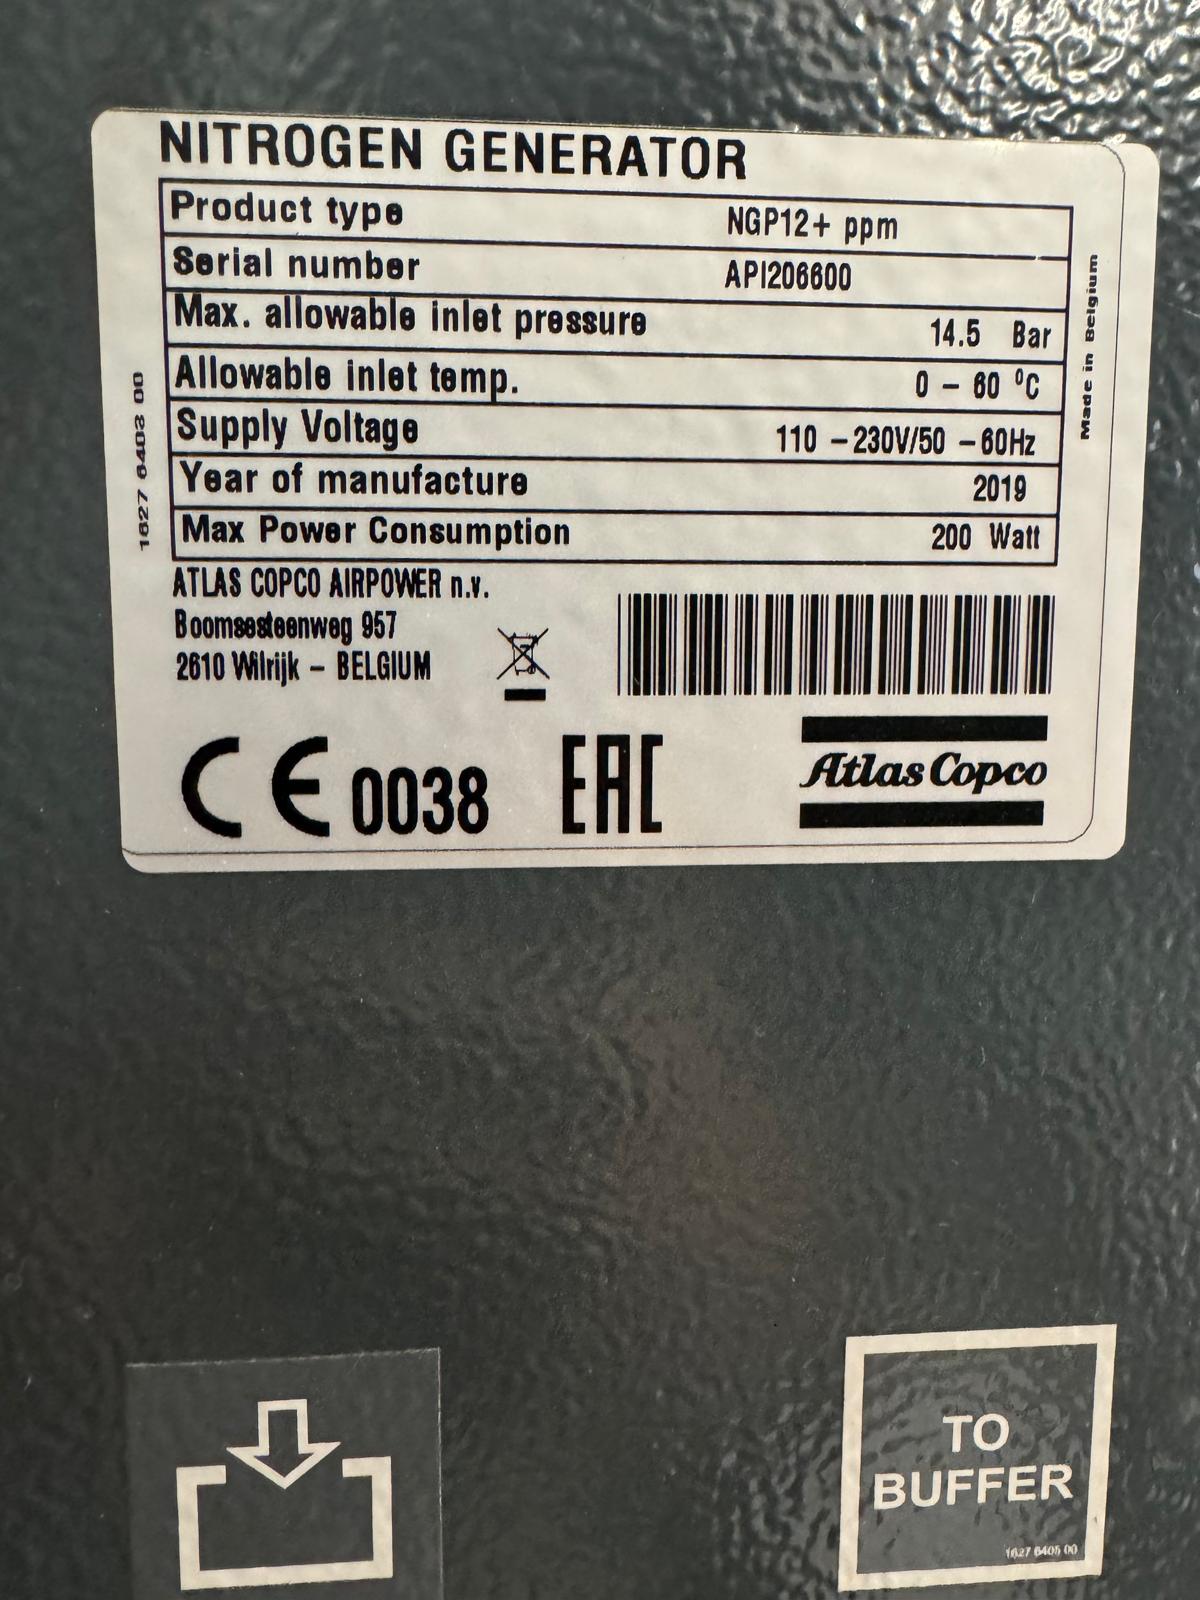 NITROGEN GENERATOR
Product type NGP12+ ppm
Serial number API206600
Max. allowable inlet pressure 14.5 Bar
Allowable inlet temp. 0 – 60 ⁰C
Supply Voltage 110 – 230V/50 – 60Hz
Year of manufacture 2019
Max Power Consumption 200 Watt
1627 6403 00
Made in Belgium
ATLAS COPCO AIRPOWER n.v.
Boomsesteenweg 957
2610 Wilrijk – BELGIUM
CE 0038 EAC
Atlas Copco
TO
BUFFER
1627 6405 00